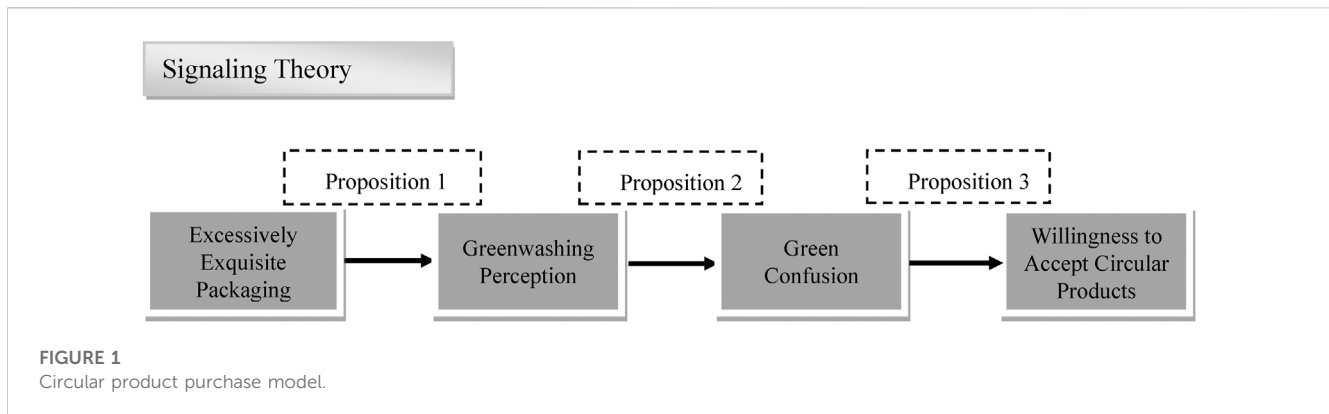 Signaling Theory
Proposition 1
Proposition 2
Proposition 3
Excessively
Exquisite
Packaging
Greenwashing
Perception
Green
Confusion
Willingness to
Accept Circular
Products
FIGURE 1
Circular product purchase model.